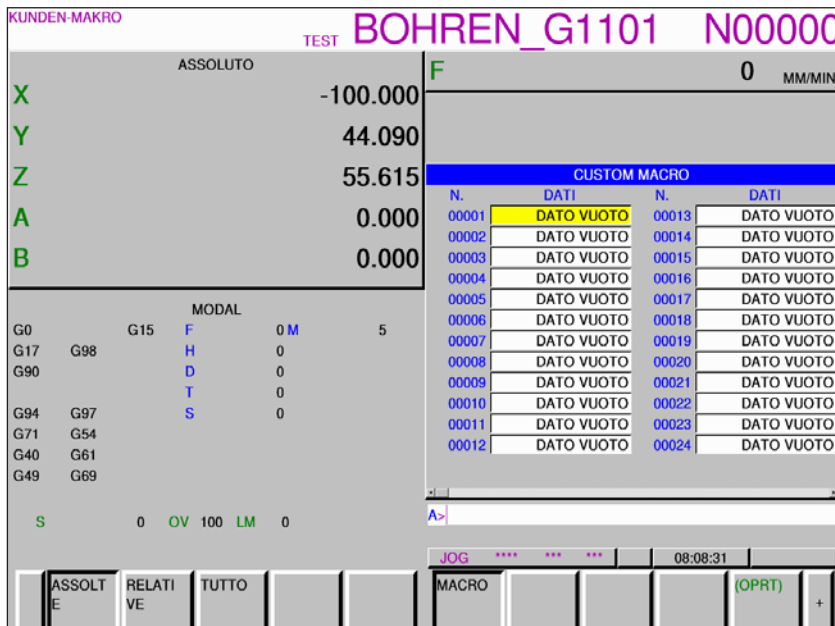 KUNDEN-MAKRO
TEST BOHREN_G1101 N00000
ASSOLUTO
X -100.000
Y 44.090
Z 55.615
A 0.000
B 0.000
F 0 MM/MIN
CUSTOM MACRO
N. DATI N. DATI
00001 DATO VUOTO 00013 DATO VUOTO
00002 DATO VUOTO 00014 DATO VUOTO
00003 DATO VUOTO 00015 DATO VUOTO
00004 DATO VUOTO 00016 DATO VUOTO
00005 DATO VUOTO 00017 DATO VUOTO
00006 DATO VUOTO 00018 DATO VUOTO
00007 DATO VUOTO 00019 DATO VUOTO
00008 DATO VUOTO 00020 DATO VUOTO
00009 DATO VUOTO 00021 DATO VUOTO
00010 DATO VUOTO 00022 DATO VUOTO
00011 DATO VUOTO 00023 DATO VUOTO
00012 DATO VUOTO 00024 DATO VUOTO
MODAL
G0 G15 F 0 M 5
G17 G98 H 0
G90 D 0
T 0
G94 G97 S 0
G71 G54
G40 G61
G49 G69
S 0 OV 100 LM 0
A>
JOG **** *** *** 08:08:31
ASSOLT
E
RELATI
VE
TUTTO
MACRO
(OPRT)
+